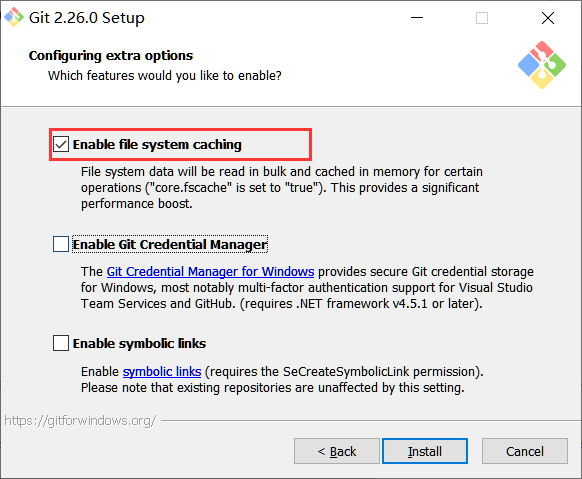 Git 2.26.0 Setup
Configuring extra options
Which features would you like to enable?
Enable file system caching
File system data will be read in bulk and cached in memory for certain
operations ("core.fscache" is set to "true"). This provides a significant
performance boost.
Enable Git Credential Manager
The Git Credential Manager for Windows provides secure Git credential storage
for Windows, most notably multi-factor authentication support for Visual Studio
Team Services and GitHub. (requires .NET framework v4.5.1 or later).
Enable symbolic links
Enable symbolic links (requires the SeCreateSymbolicLink permission).
Please note that existing repositories are unaffected by this setting.
https://gitforwindows.org/
< Back Install Cancel